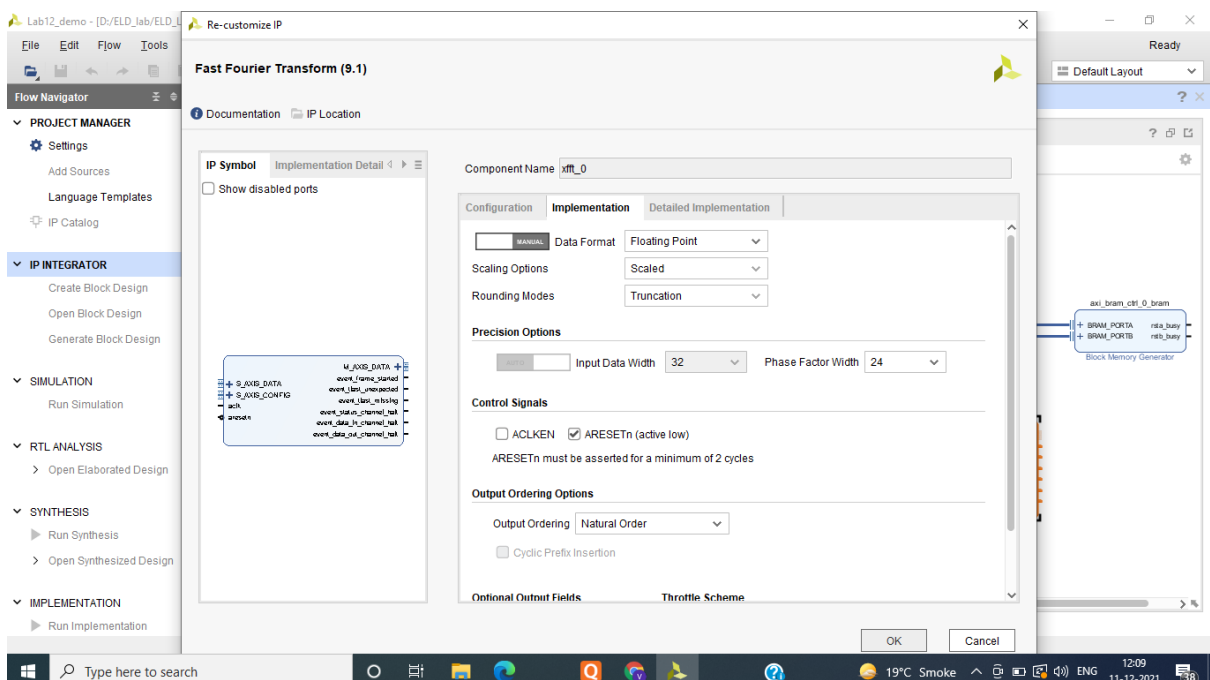 Lab12_demo - [D:/ELD_lab/ELD_L
Re-customize IP
File Edit Flow Tools
Ready
Fast Fourier Transform (9.1)
Default Layout
Flow Navigator
?
Documentation IP Location
PROJECT MANAGER
Settings
Add Sources
Language Templates
IP Catalog
IP INTEGRATOR
Create Block Design
Open Block Design
Generate Block Design
SIMULATION
Run Simulation
RTL ANALYSIS
Open Elaborated Design
SYNTHESIS
Run Synthesis
Open Synthesized Design
IMPLEMENTATION
Run Implementation
IP Symbol Implementation Detail
Show disabled ports
M_AXIS_DATA
event_frame_started
S_AXIS_DATA
event_tlast_unexpected
S_AXIS_CONFIG
event_tlast_missing
aclk
event_status_channel_halt
aresetn
event_data_in_channel_halt
event_data_out_channel_halt
Component Name xfft_0
Configuration Implementation Detailed Implementation
MANUAL Data Format Floating Point
Scaling Options Scaled
Rounding Modes Truncation
Precision Options
AUTO Input Data Width 32 Phase Factor Width 24
Control Signals
ACLKEN ARESETn (active low)
ARESETn must be asserted for a minimum of 2 cycles
Output Ordering Options
Output Ordering Natural Order
Cyclic Prefix Insertion
Optional Output Fields Throttle Scheme
OK Cancel
?
axi_bram_ctrl_0_bram
BRAM_PORTA rsta_busy
BRAM_PORTB rstb_busy
Block Memory Generator
Type here to search
19°C Smoke ENG
12:09
11-12-2021
38